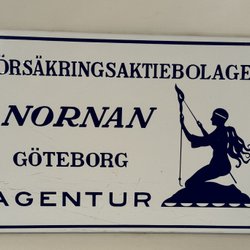 ÖRSÄKRINGSAKTIEBOLAGE
NORNAN
GÖTEBORG
AGENTUR